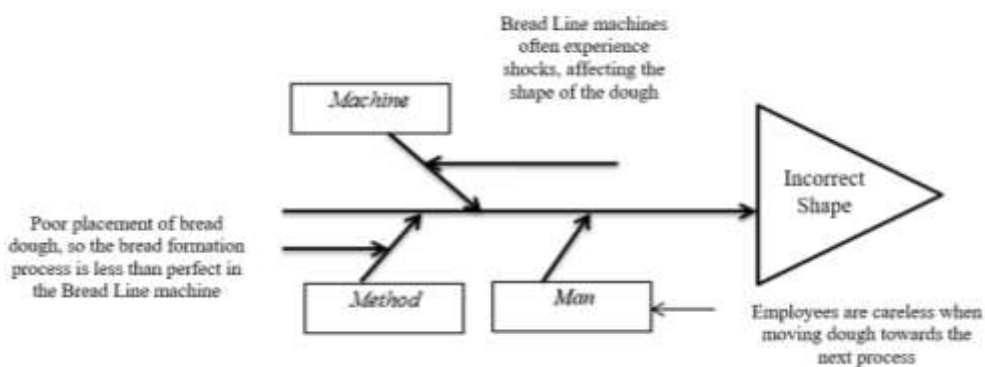 Bread Line machines
often experience
shocks, affecting the
shape of the dough
Machine
Incorrect
Shape
Poor placement of bread
dough, so the bread formation
process is less than perfect in
the Bread Line machine
Method
Man
Employees are careless when
moving dough towards the
next process